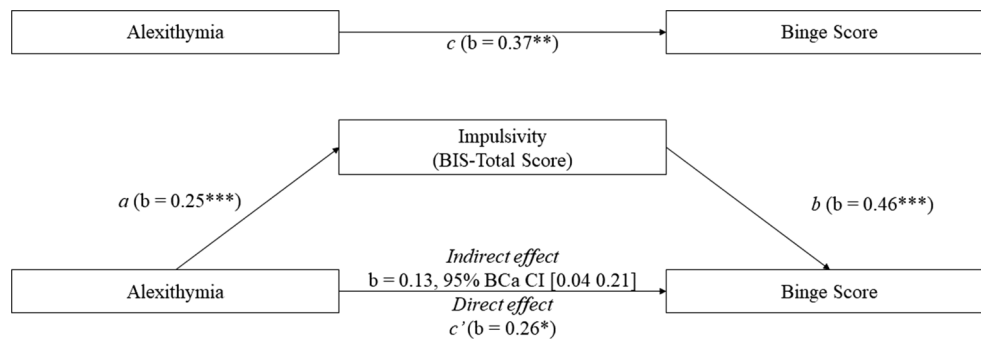 Alexithymia
Binge Score
c (b = 0.37**)
Impulsivity
(BIS-Total Score)
a (b = 0.25***)
b (b = 0.46***)
Indirect effect
b = 0.13, 95% BCa CI [0.04 0.21]
Alexithymia
Binge Score
Direct effect
c’(b = 0.26*)